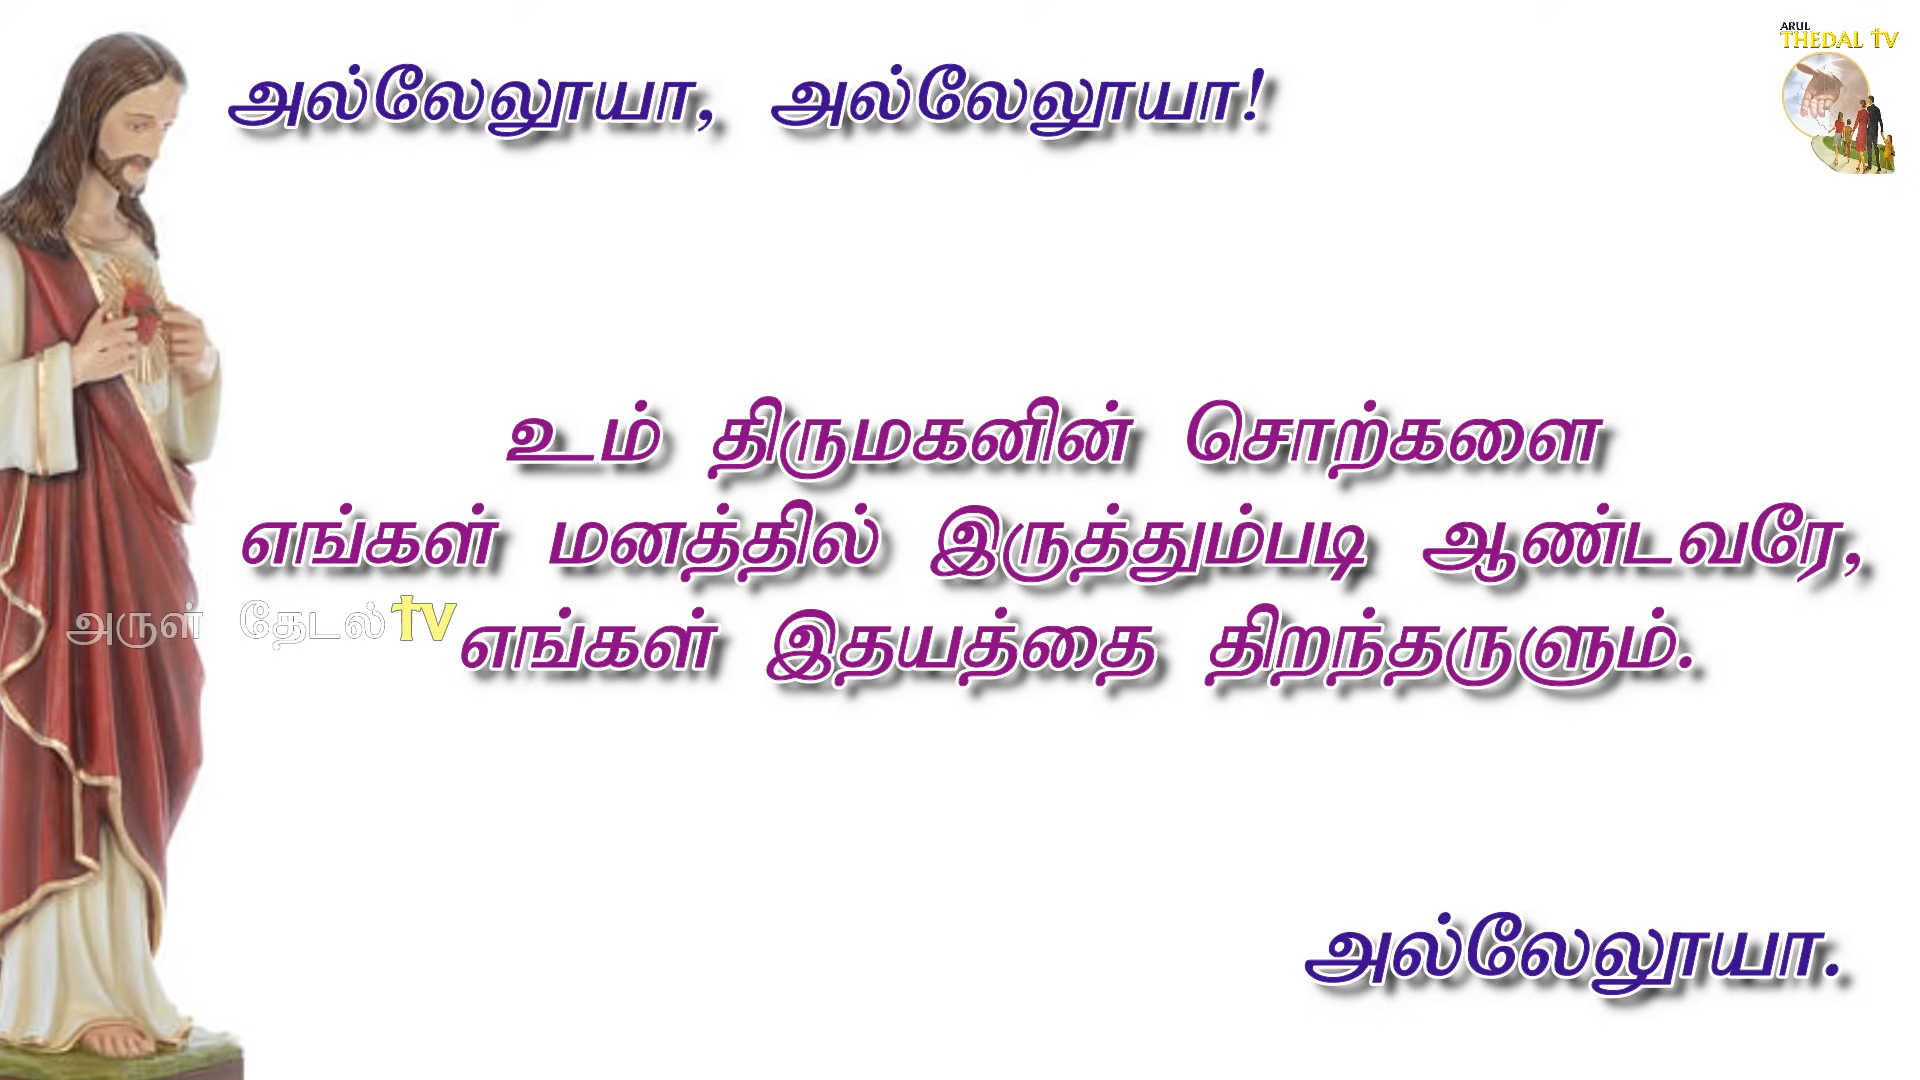 ARUL
THEDAL TV
அல்லேலூயா, அல்லேலூயா!
உம் திருமகனின் சொற்களை
எங்கள் மனத்தில் இருத்தும்படி ஆண்டவரே,
அருள் தேடல் TV
எங்கள் இதயத்தை திறந்தருளும்.
அல்லேலூயா.